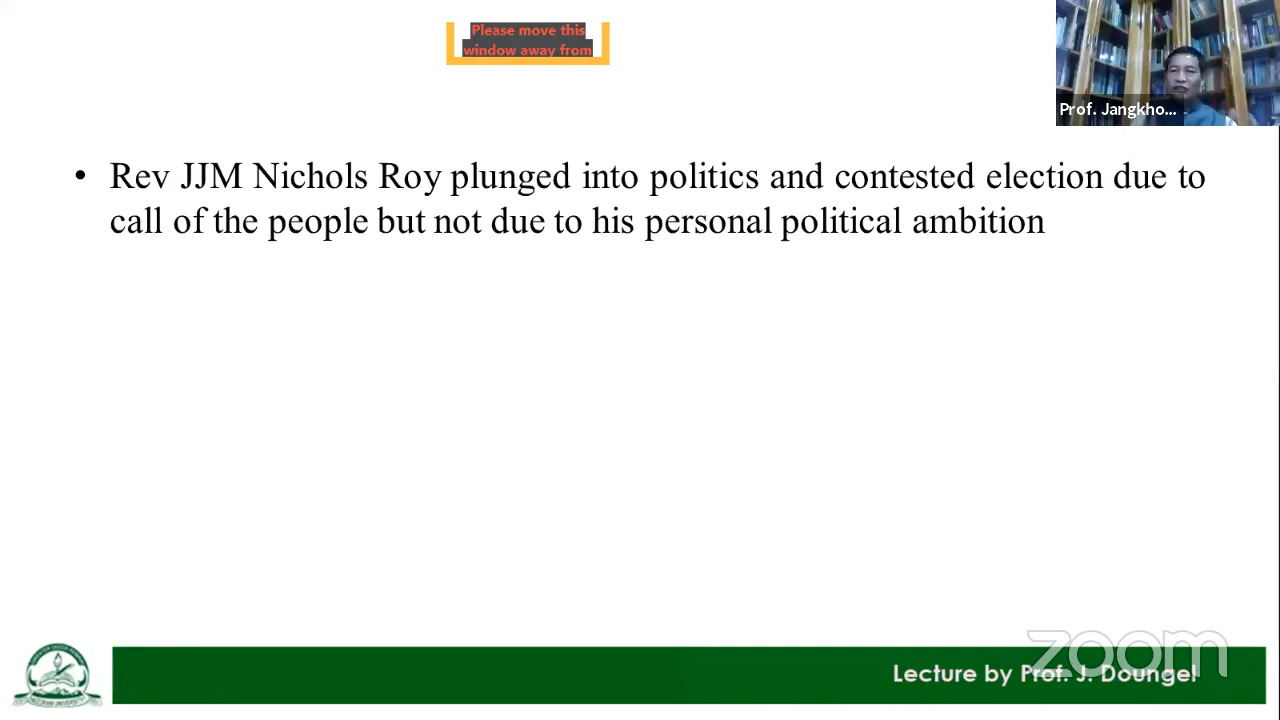 Please move this
window away from
Prof. Jangkho...
• Rev JJM Nichols Roy plunged into politics and contested election due to
call of the people but not due to his personal political ambition
zoom
Lecture by Prof. J. Doungel